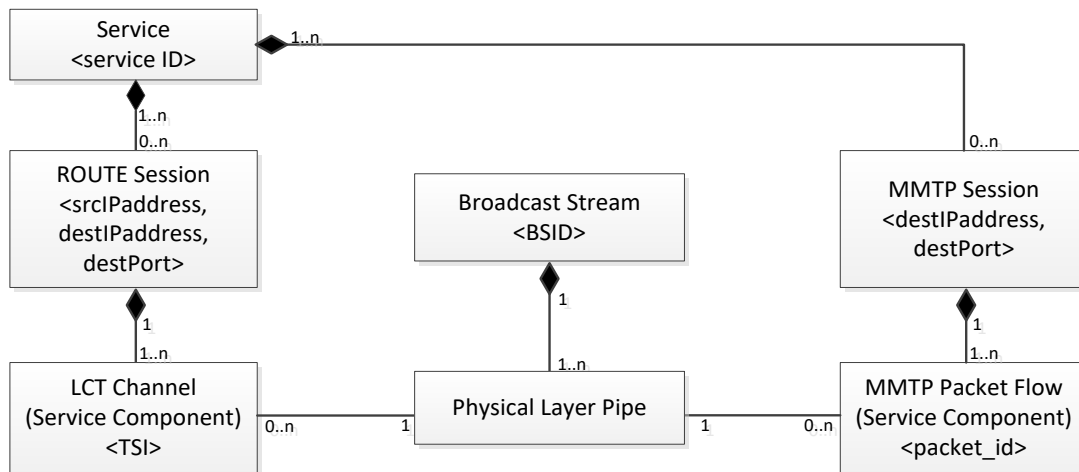 Service
<service ID>
1..n
1..n
0..n
0..n
ROUTE Session
<srcIPaddress,
destIPaddress,
destPort>
Broadcast Stream
<BSID>
MMTP Session
<destIPaddress,
destPort>
1
1
1
1..n
1..n
1..n
LCT Channel
(Service Component)
<TSI>
0..n
1
Physical Layer Pipe
1
0..n
MMTP Packet Flow
(Service Component)
<packet_id>